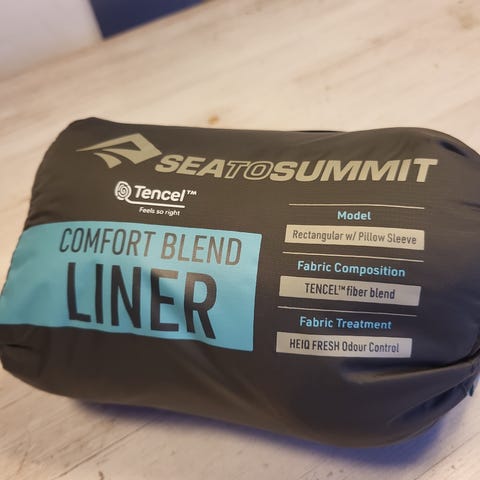 SEATOSUMMIT
Tencel™
Feels so right
COMFORT BLEND
LINER
Model
Rectangular w/ Pillow Sleeve
Fabric Composition
TENCEL™ fiber blend
Fabric Treatment
HEIQ FRESH Odour Control